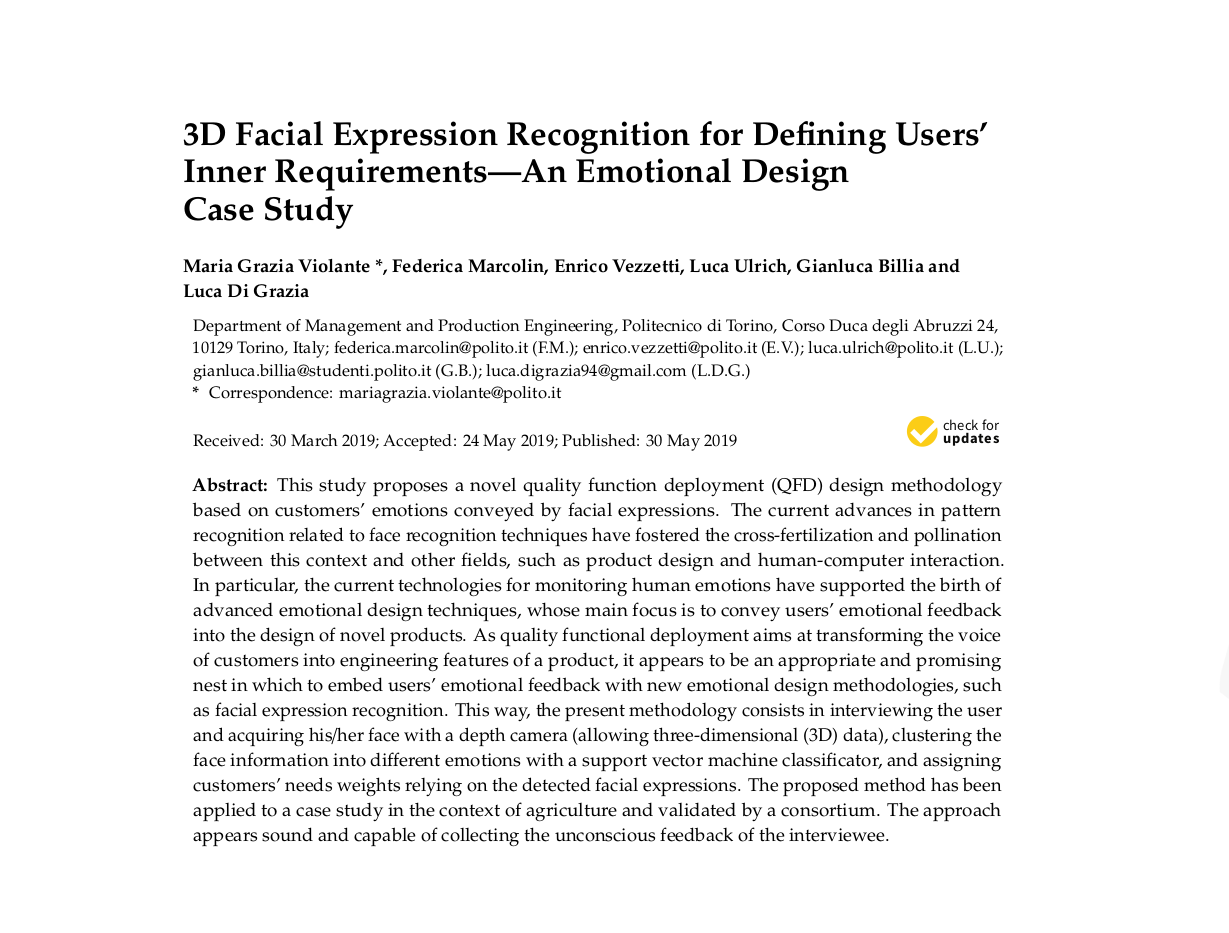 3D Facial Expression Recognition for Defining Users’
Inner Requirements—An Emotional Design
Case Study
Maria Grazia Violante *, Federica Marcolin, Enrico Vezzetti, Luca Ulrich, Gianluca Billia and
Luca Di Grazia
Department of Management and Production Engineering, Politecnico di Torino, Corso Duca degli Abruzzi 24,
10129 Torino, Italy; federica.marcolin@polito.it (F.M.); enrico.vezzetti@polito.it (E.V.); luca.ulrich@polito.it (L.U.);
gianluca.billia@studenti.polito.it (G.B.); luca.digrazia94@gmail.com (L.D.G.)
* Correspondence: mariagrazia.violante@polito.it
check for
updates
Received: 30 March 2019; Accepted: 24 May 2019; Published: 30 May 2019
Abstract: This study proposes a novel quality function deployment (QFD) design methodology
based on customers’ emotions conveyed by facial expressions. The current advances in pattern
recognition related to face recognition techniques have fostered the cross-fertilization and pollination
between this context and other fields, such as product design and human-computer interaction.
In particular, the current technologies for monitoring human emotions have supported the birth of
advanced emotional design techniques, whose main focus is to convey users’ emotional feedback
into the design of novel products. As quality functional deployment aims at transforming the voice
of customers into engineering features of a product, it appears to be an appropriate and promising
nest in which to embed users’ emotional feedback with new emotional design methodologies, such
as facial expression recognition. This way, the present methodology consists in interviewing the user
and acquiring his/her face with a depth camera (allowing three-dimensional (3D) data), clustering the
face information into different emotions with a support vector machine classificator, and assigning
customers’ needs weights relying on the detected facial expressions. The proposed method has been
applied to a case study in the context of agriculture and validated by a consortium. The approach
appears sound and capable of collecting the unconscious feedback of the interviewee.